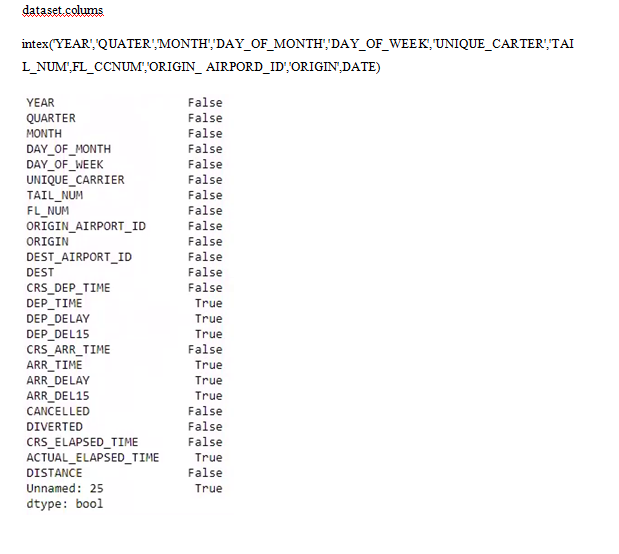 dataset.colums
intex('YEAR','QUATER','MONTH','DAY_OF_MONTH','DAY_OF_WEEK','UNIQUE_CARTER','TAI
L_NUM',FL_CCNUM','ORIGIN_ AIRPORD_ID','ORIGIN',DATE)
YEAR False
QUARTER False
MONTH False
DAY_OF_MONTH False
DAY_OF_WEEK False
UNIQUE_CARRIER False
TAIL_NUM False
FL_NUM False
ORIGIN_AIRPORT_ID False
ORIGIN False
DEST_AIRPORT_ID False
DEST False
CRS_DEP_TIME False
DEP_TIME True
DEP_DELAY True
DEP_DEL15 True
CRS_ARR_TIME False
ARR_TIME True
ARR_DELAY True
ARR_DEL15 True
CANCELLED False
DIVERTED False
CRS_ELAPSED_TIME False
ACTUAL_ELAPSED_TIME True
DISTANCE False
Unnamed: 25 True
dtype: bool